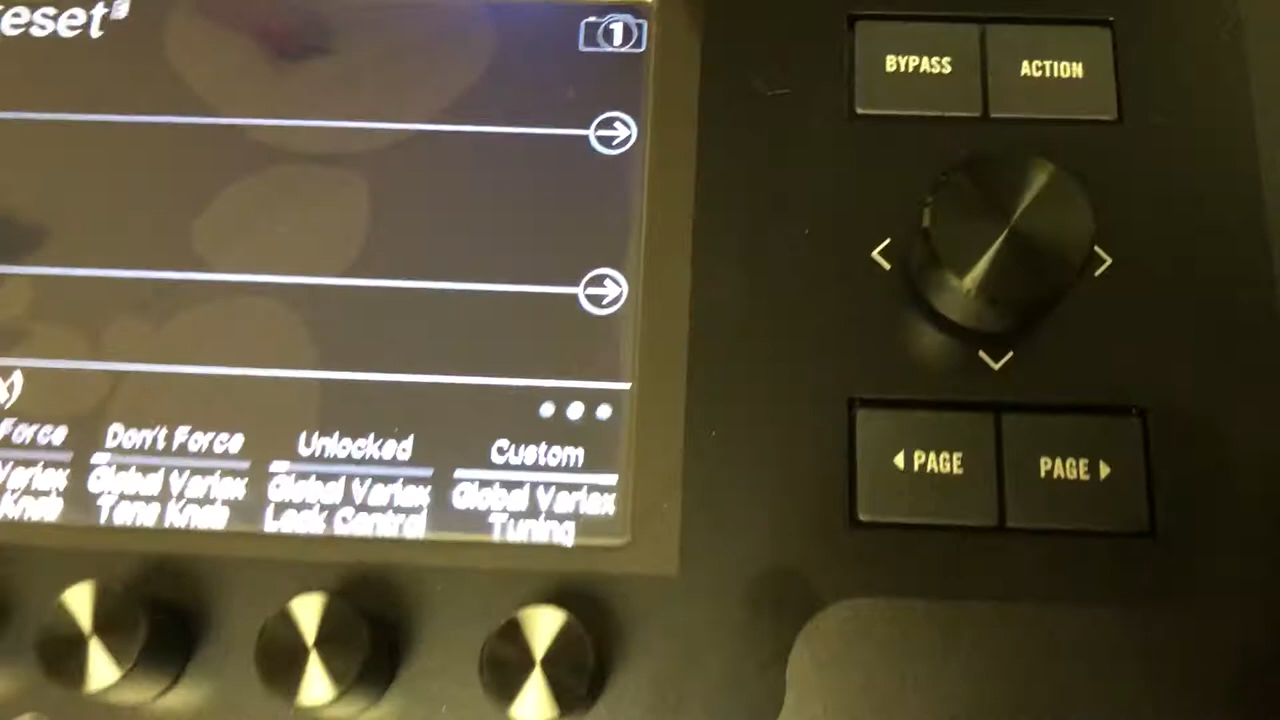 eset
1
BYPASS
ACTION
Force
Don't Force
Unlocked
Custom
Variax
Knob
Global Variax
Tone Knob
Global Variax
Lock Control
Global Variax
Tuning
PAGE
PAGE